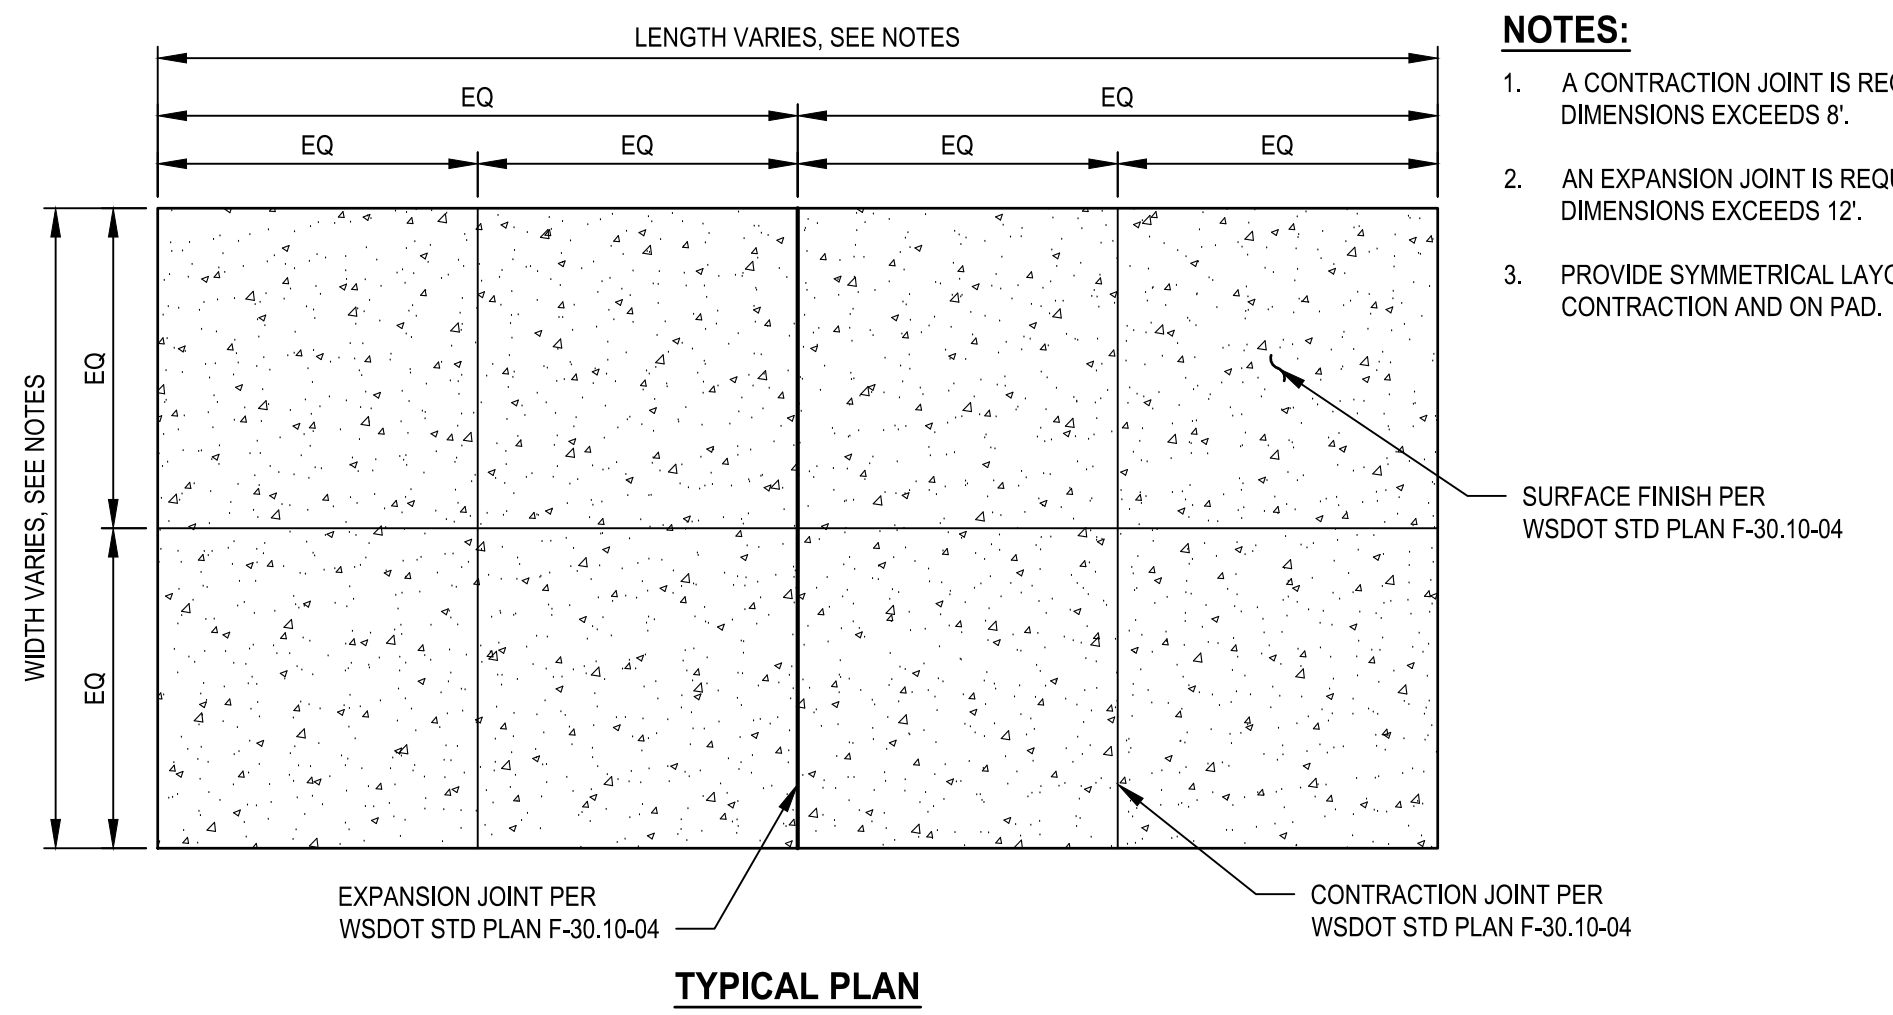 LENGTH VARIES, SEE NOTES
EQ EQ
EQ EQ EQ EQ
WIDTH VARIES, SEE NOTES
EQ
EQ
NOTES:
1. A CONTRACTION JOINT IS
DIMENSIONS EXCEEDS 8'.
2. AN EXPANSION JOINT IS
DIMENSIONS EXCEEDS 12'.
3. PROVIDE SYMMETRICAL
CONTRACTION AND ON PAD.
SURFACE FINISH PER
WSDOT STD PLAN F-30.10-04
EXPANSION JOINT PER
WSDOT STD PLAN F-30.10-04
CONTRACTION JOINT PER
WSDOT STD PLAN F-30.10-04
TYPICAL PLAN